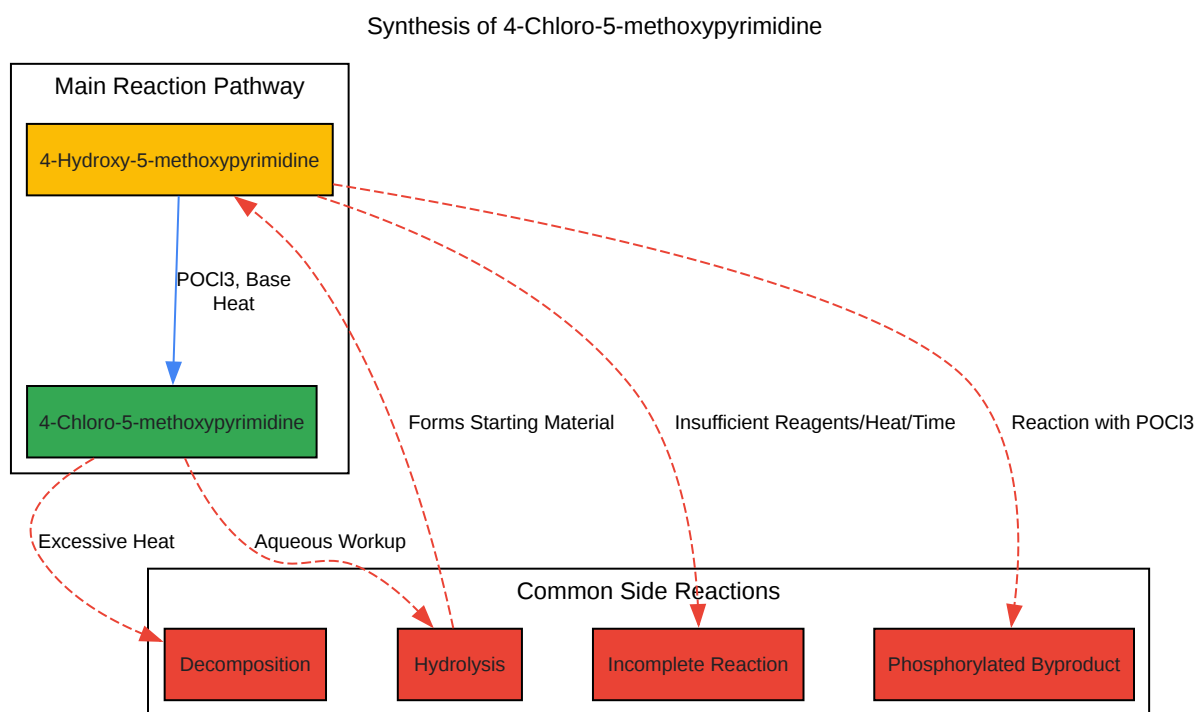 Synthesis of 4-Chloro-5-methoxypyrimidine
Main Reaction Pathway
4-Hydroxy-5-methoxypyrimidine
POCl3, Base
Heat
4-Chloro-5-methoxypyrimidine
Forms Starting Material
Insufficient Reagents/Heat/Time
Reaction with POCl3
Excessive Heat
Aqueous Workup
Common Side Reactions
Decomposition
Hydrolysis
Incomplete Reaction
Phosphorylated Byproduct